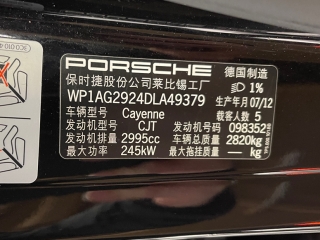 PORSCHE 德国制造
保时捷股份公司莱比锡工厂 1%
WP1AG2924DLA49379 生产年月07/12
车辆型号 Cayenne 载客人数 5
发动机型号 CJT 发动机号码 098352
发动机排量 2995cc 车辆总质量 2820kg
最大功率 245kW 最大拖挂质量 — kg